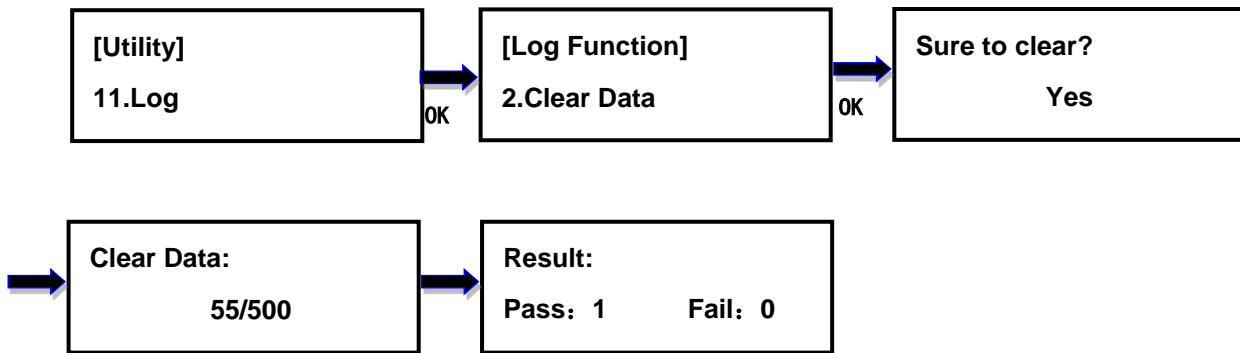 [Utility]
11.Log
OK
[Log Function]
2.Clear Data
OK
Sure to clear?
Yes
Clear Data:
55/500
Result:
Pass：1 Fail：0